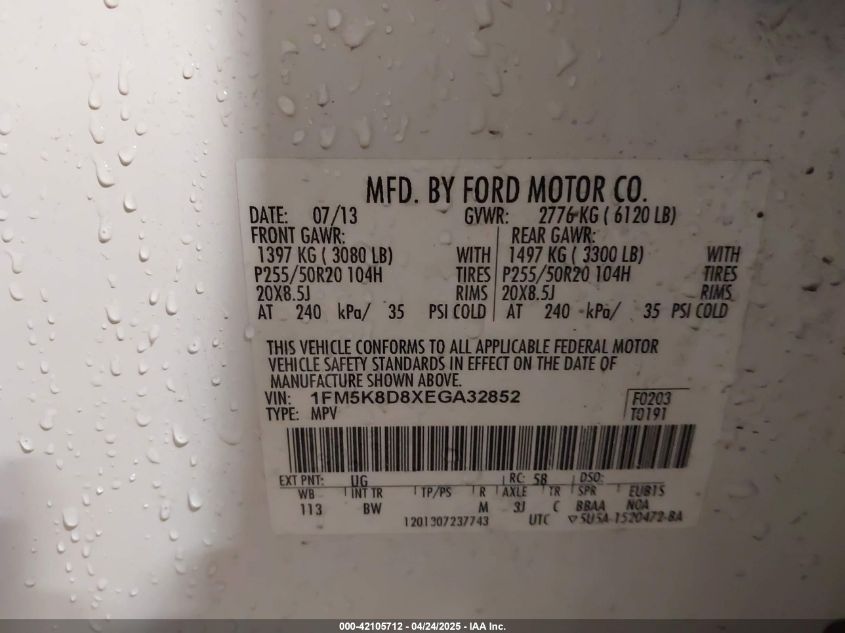 MFD. BY FORD MOTOR CO.
DATE: 07/13 GVWR: 2776 KG ( 6120 LB)
FRONT GAWR: REAR GAWR:
1397 KG ( 3080 LB) WITH 1497 KG ( 3300 LB) WITH
P255/50R20 104H TIRES P255/50R20 104H TIRES
20X8.5J RIMS 20X8.5J RIMS
AT 240 kPa/ 35 PSI COLD AT 240 kPa/ 35 PSI COLD
THIS VEHICLE CONFORMS TO ALL APPLICABLE FEDERAL MOTOR
VEHICLE SAFETY STANDARDS IN EFFECT ON THE DATE OF
MANUFACTURE SHOWN ABOVE.
VIN: 1FM5K8D8XEGA32852 F0203
TYPE: MPV T0191
EXT PNT: UG RC: 58 DSO:
WB INT TR TP/PS R AXLE TR SPR EUB1S
113 BW M 3J C BBAA NOA
1201307237743 UTC ▽5U5A-1520472-BA
000-42105712 - 04/24/2025 - IAA Inc.